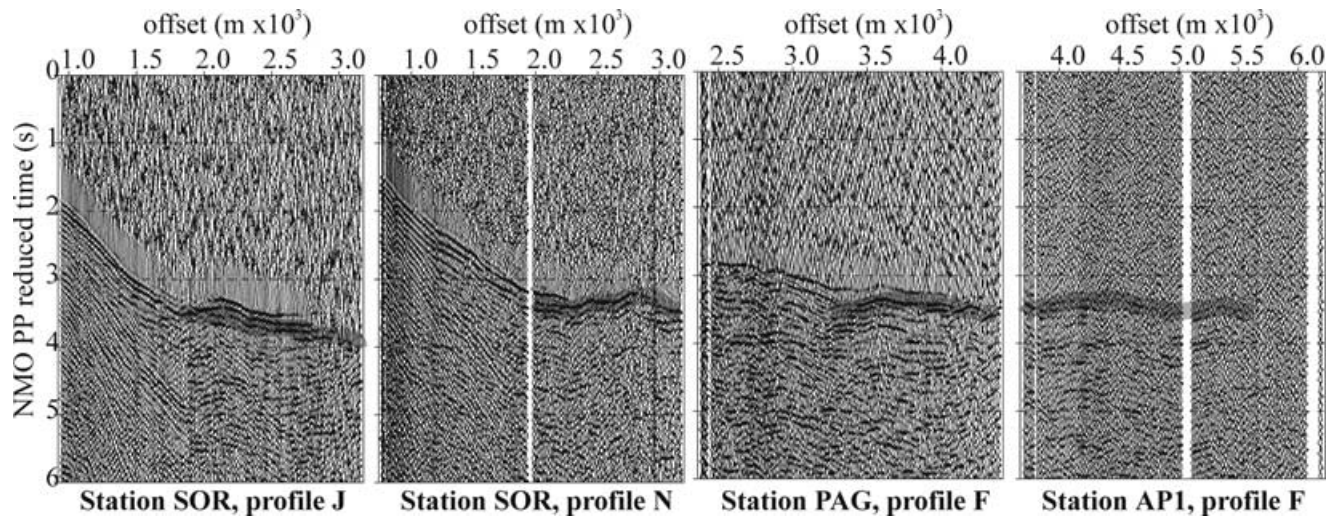 offset (m x10³) offset (m x10³) offset (m x10³) offset (m x10³)
1.0 1.5 2.0 2.5 3.0 1.0 1.5 2.0 2.5 3.0 2.5 3.0 3.5 4.0 4.0 4.5 5.0 5.5 6.0
NMO PP reduced time (s)
0
1
2
3
4
5
6
Station SOR, profile J Station SOR, profile N Station PAG, profile F Station AP1, profile F